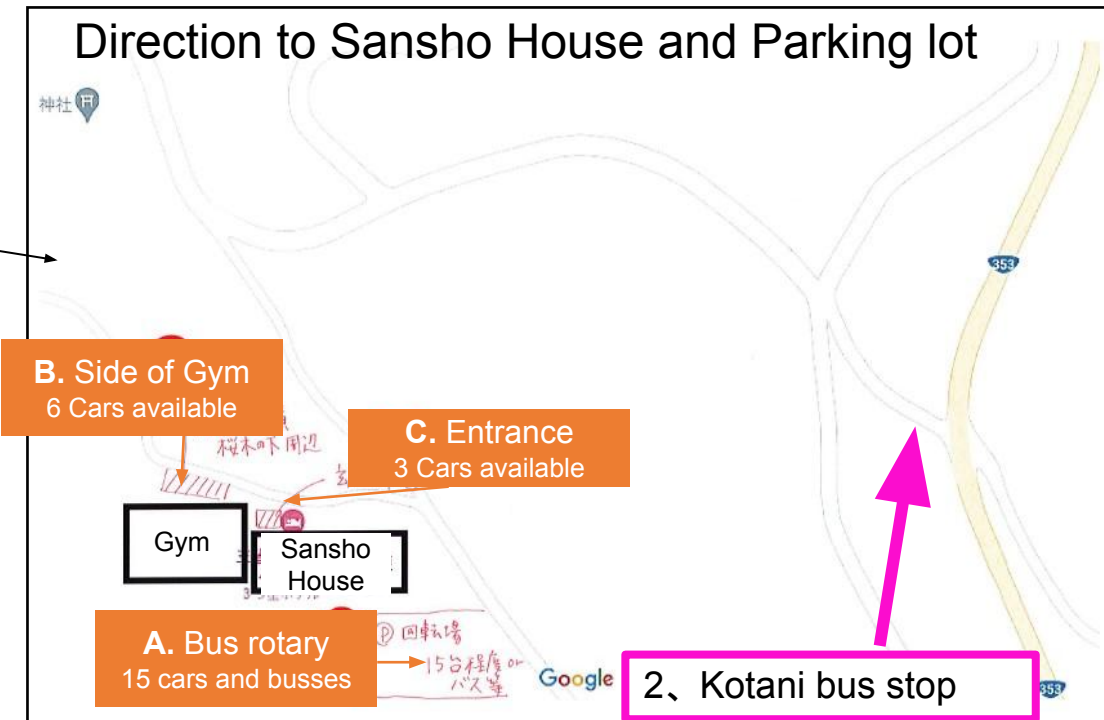 Direction to Sansho House and Parking lot
神社
353
B. Side of Gym
6 Cars available
桜木の下周辺
C. Entrance
3 Cars available
Gym
Sansho
House
A. Bus rotary
15 cars and busses
P 回転場
15台程度 or
バス等
Google
2、Kotani bus stop
353